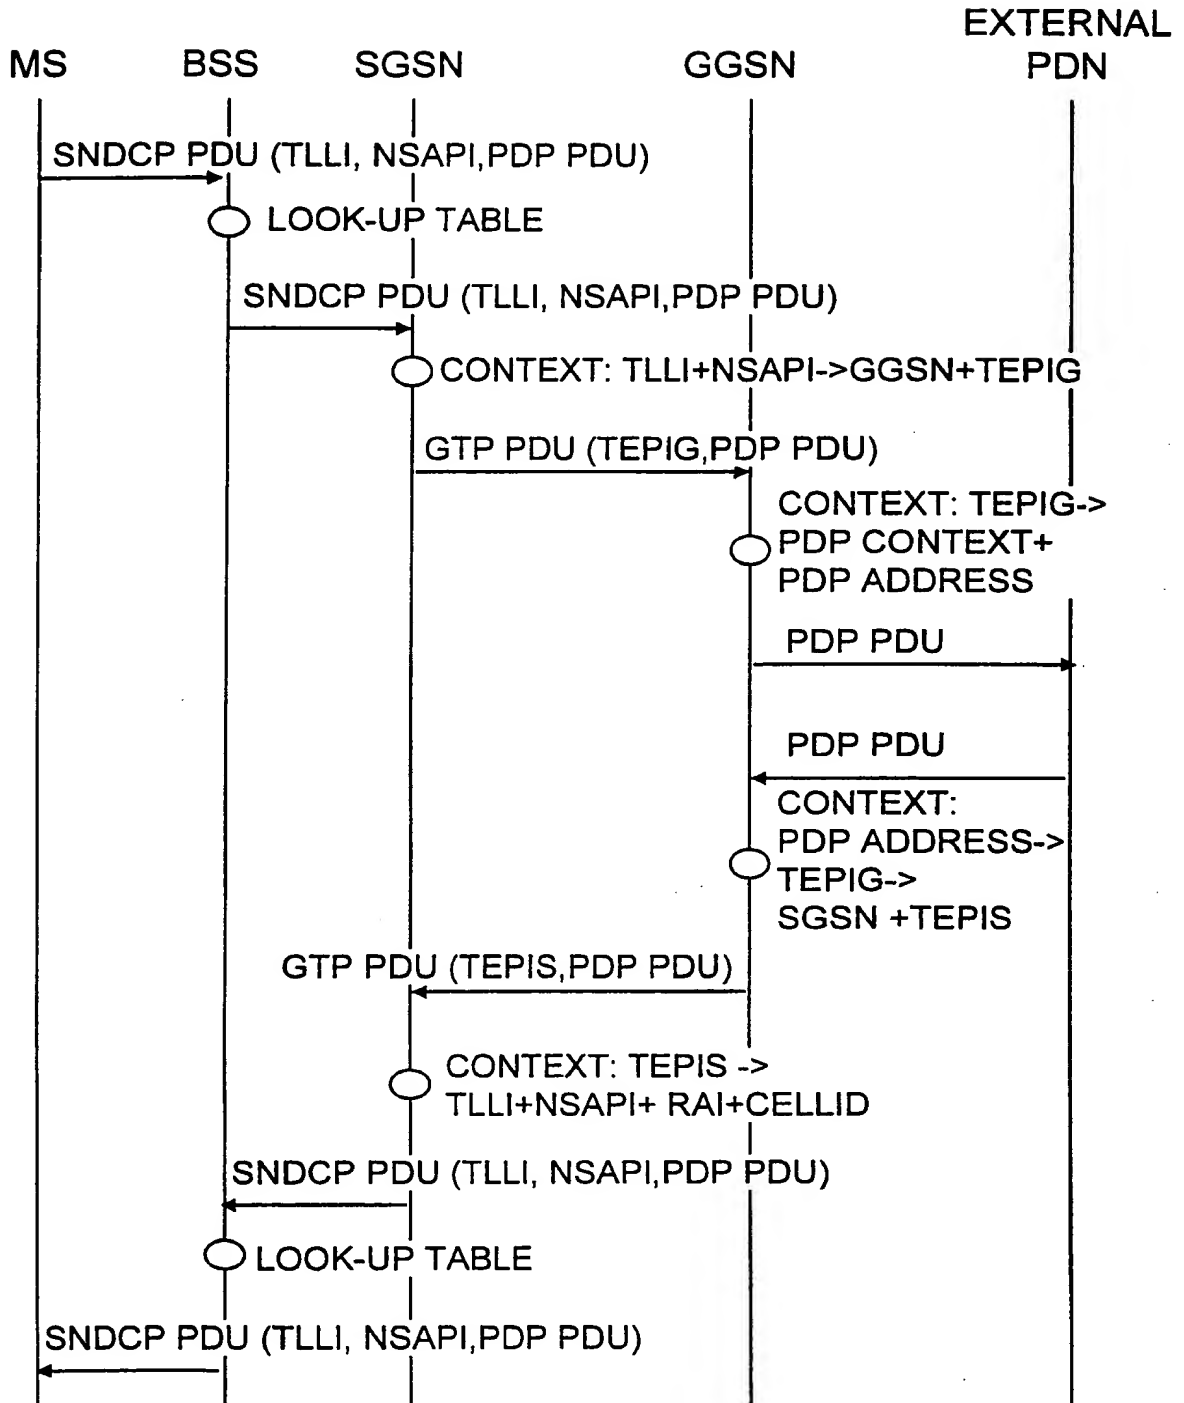 EXTERNAL
MS BSS SGSN GGSN PDN
SNDCP PDU (TLLI, NSAPI,PDP PDU)
LOOK-UP TABLE
SNDCP PDU (TLLI, NSAPI,PDP PDU)
CONTEXT: TLLI+NSAPI->GGSN+TEPIG
GTP PDU (TEPIG,PDP PDU)
CONTEXT: TEPIG->
PDP CONTEXT+
PDP ADDRESS
PDP PDU
PDP PDU
CONTEXT:
PDP ADDRESS->
TEPIG->
SGSN +TEPIS
GTP PDU (TEPIS,PDP PDU)
CONTEXT: TEPIS ->
TLLI+NSAPI+ RAI+CELLID
SNDCP PDU (TLLI, NSAPI,PDP PDU)
LOOK-UP TABLE
SNDCP PDU (TLLI, NSAPI,PDP PDU)